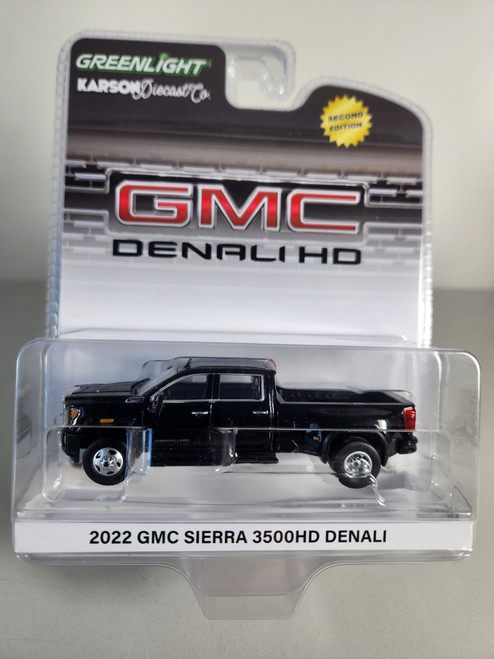 GREENLIGHT
KARSON Diecast Co.
SECOND
EDITION
GMC
DENALI HD
2022 GMC SIERRA 3500HD DENALI